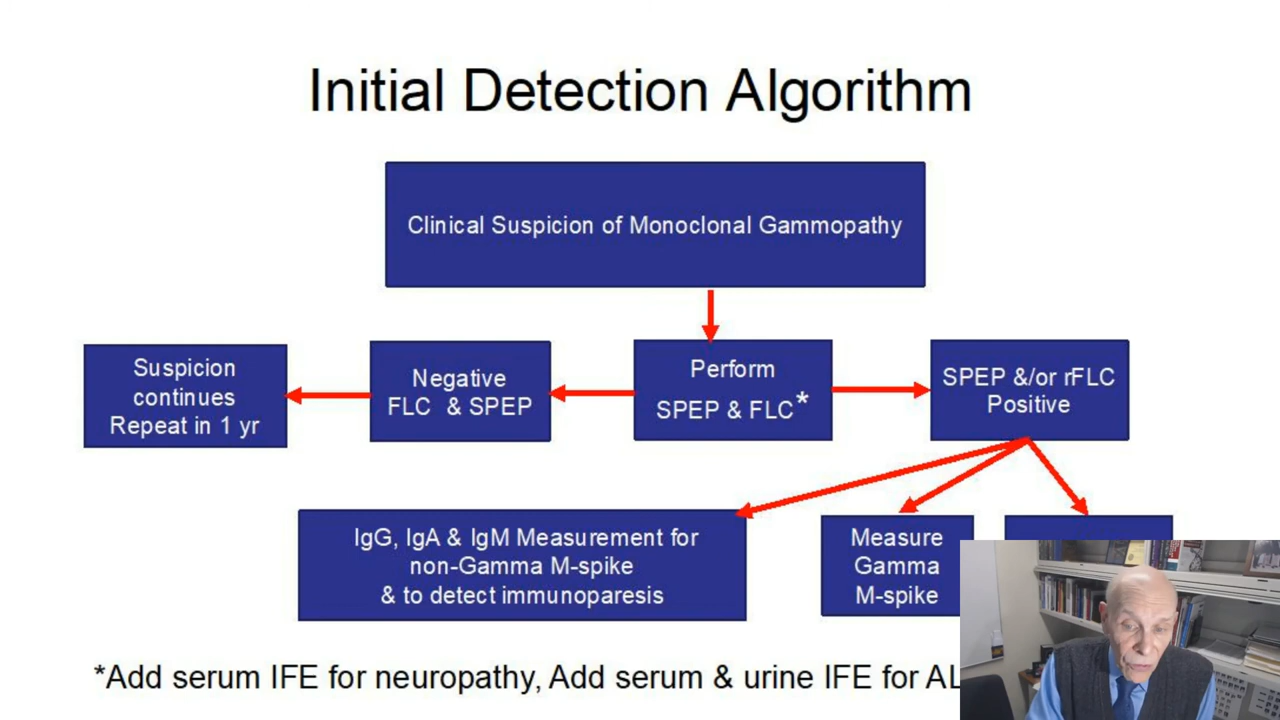 Initial Detection Algorithm
Clinical Suspicion of Monoclonal Gammopathy
Suspicion
continues
Repeat in 1 yr
Negative
FLC & SPEP
Perform
SPEP & FLC*
SPEP &/or rFLC
Positive
IgG, IgA & IgM Measurement for
non-Gamma M-spike
& to detect immunoparesis
Measure
Gamma
M-spike
*Add serum IFE for neuropathy, Add serum & urine IFE for